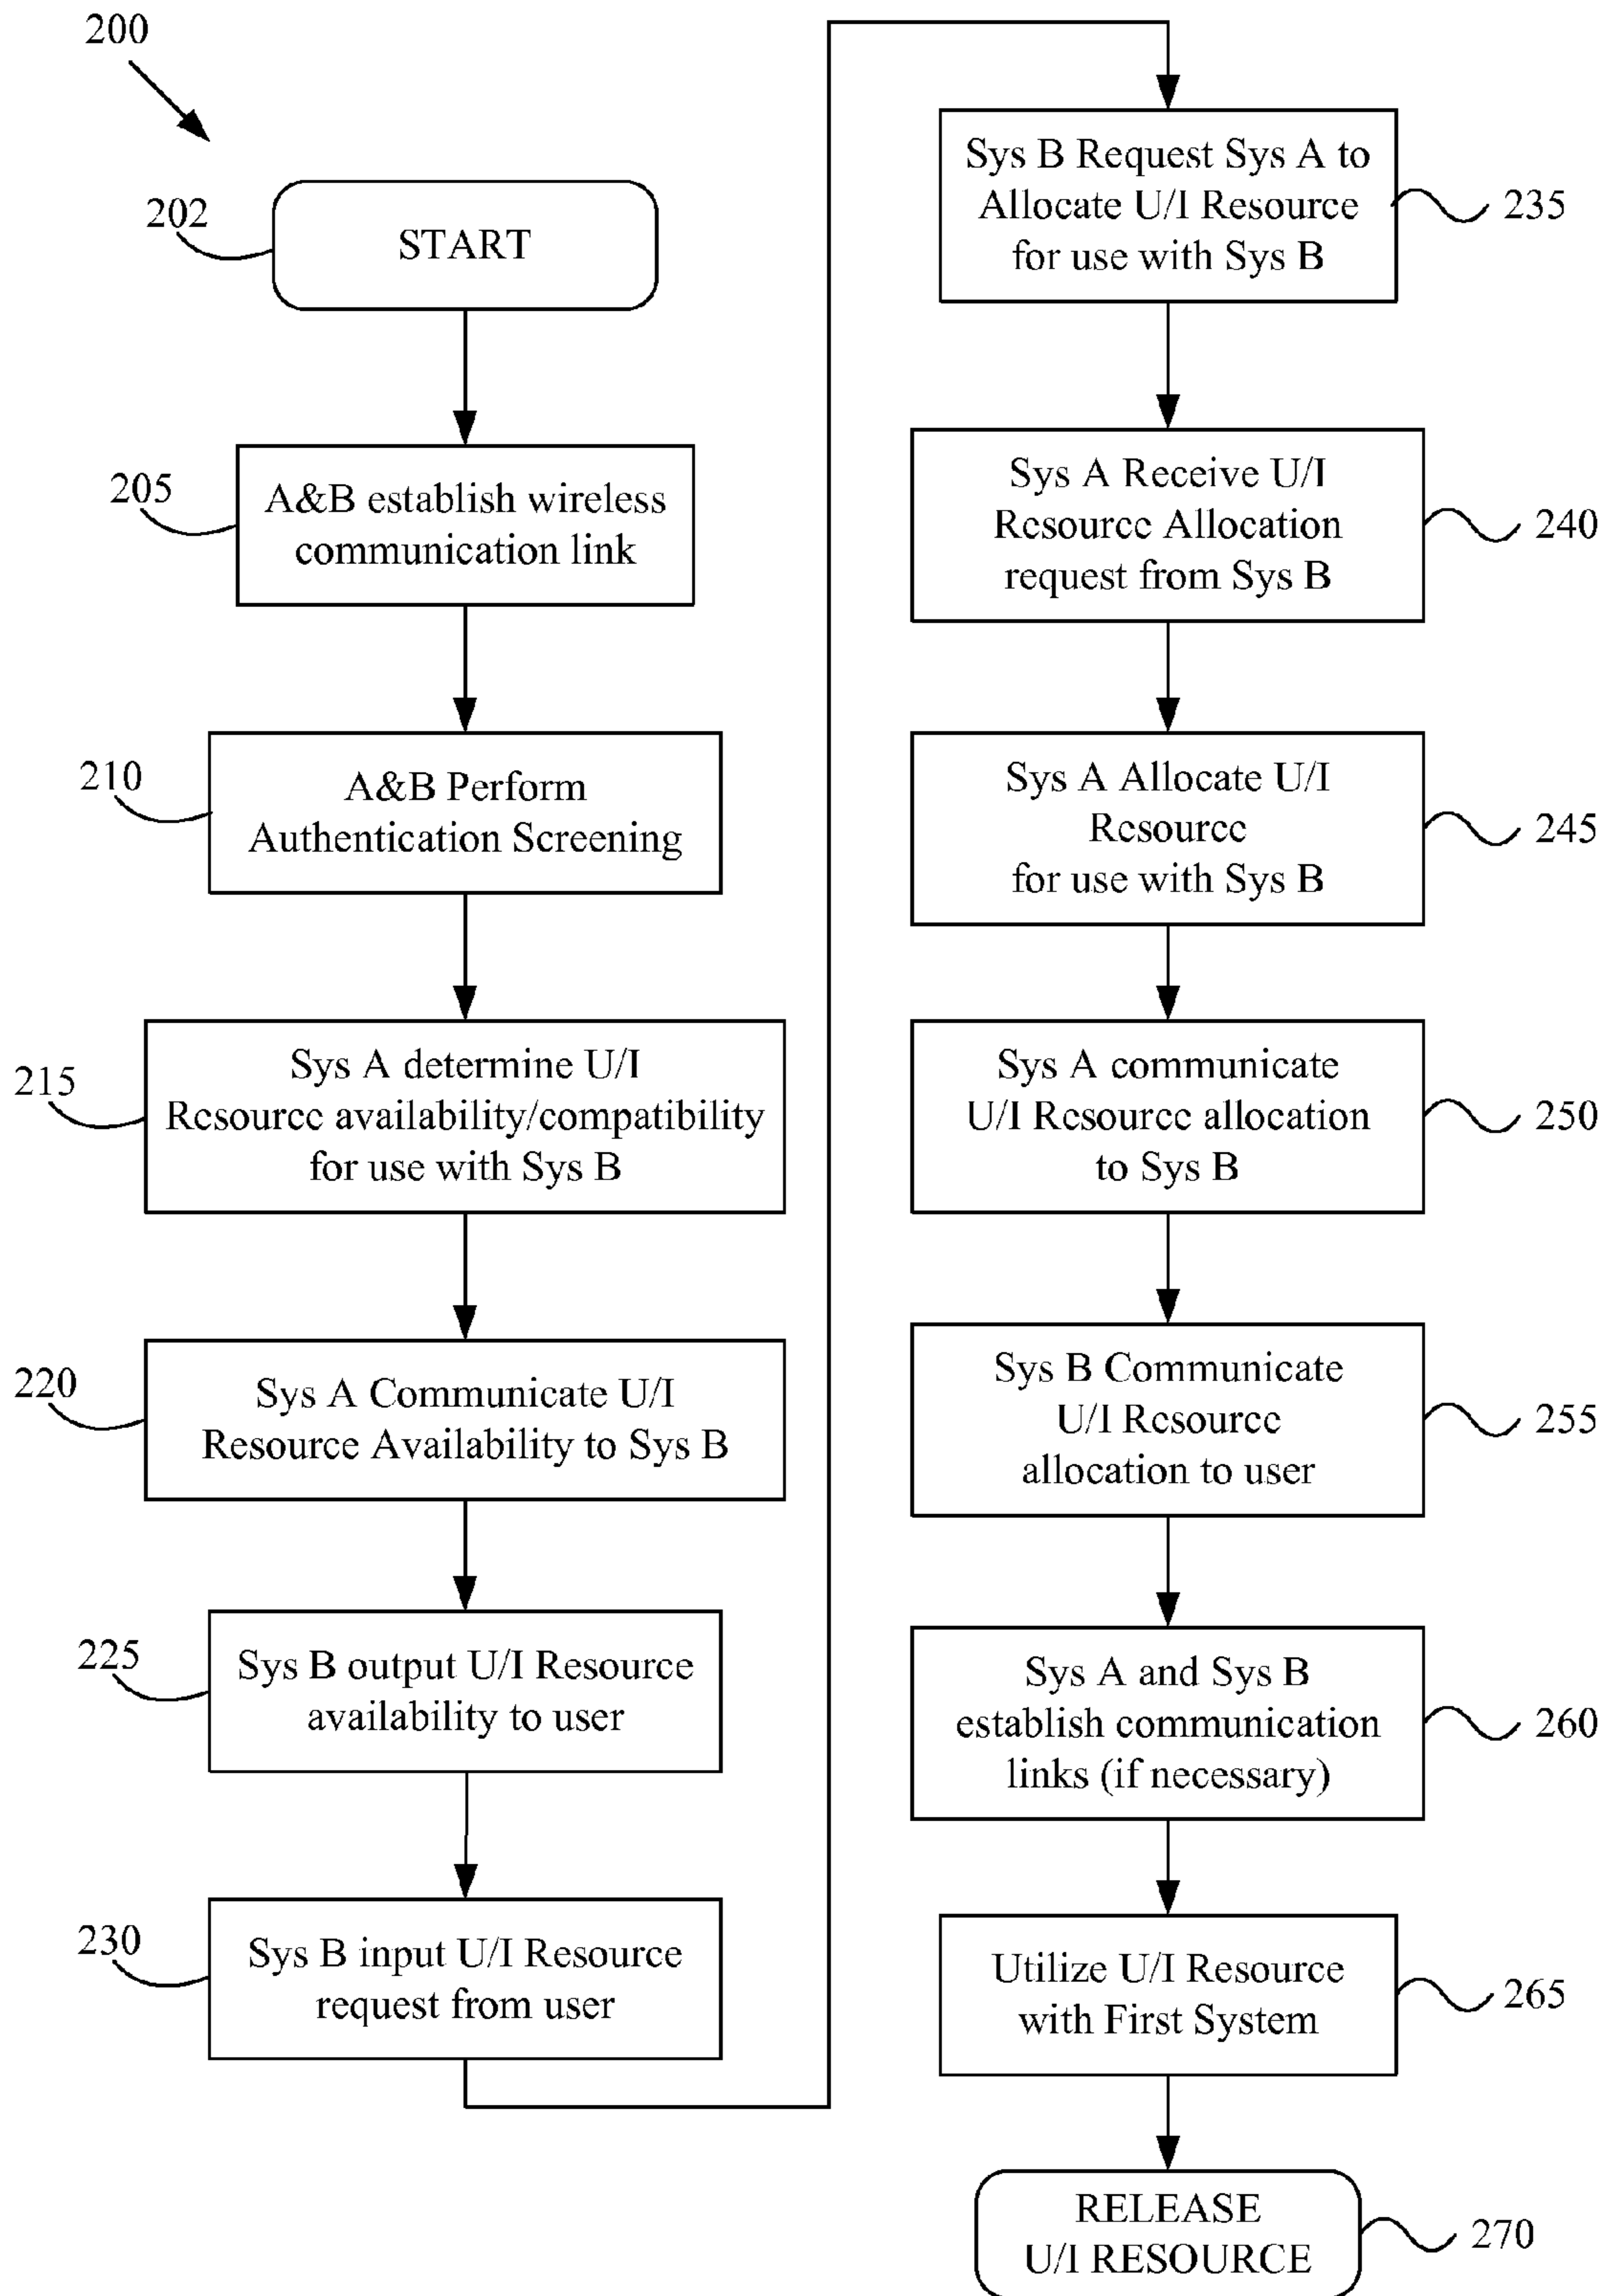 200
202
START
205
A&B establish wireless
communication link
210
A&B Perform
Authentication Screening
215
Sys A determine U/I
Resource availability/compatibility
for use with Sys B
220
Sys A Communicate U/I
Resource Availability to Sys B
225
Sys B output U/I Resource
availability to user
230
Sys B input U/I Resource
request from user
Sys B Request Sys A to
Allocate U/I Resource
for use with Sys B
235
Sys A Receive U/I
Resource Allocation
request from Sys B
240
Sys A Allocate U/I
Resource
for use with Sys B
245
Sys A communicate
U/I Resource allocation
to Sys B
250
Sys B Communicate
U/I Resource
allocation to user
255
Sys A and Sys B
establish communication
links (if necessary)
260
Utilize U/I Resource
with First System
265
RELEASE
U/I RESOURCE
270